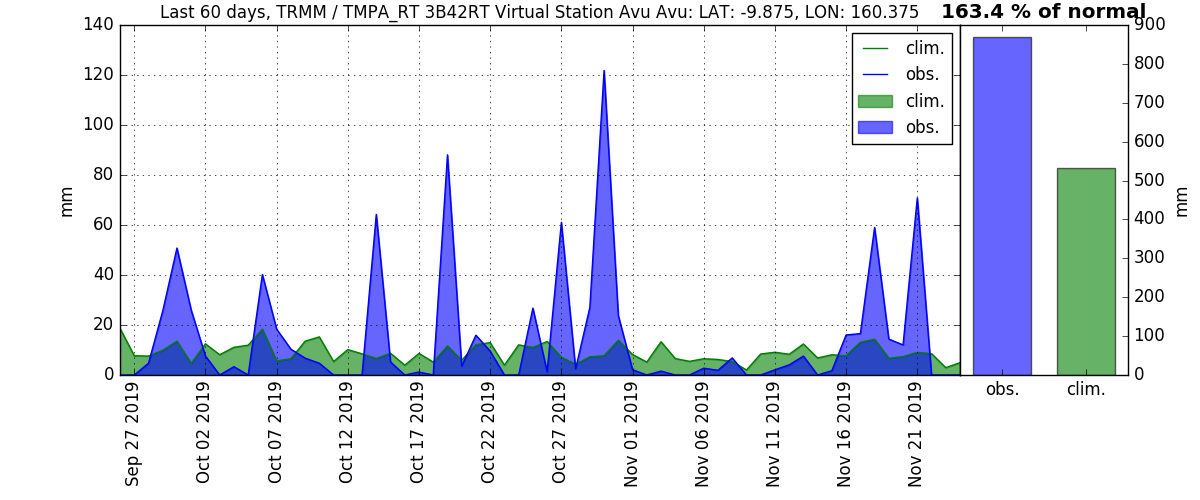 Last 60 days, TRMM / TMPA_RT 3B42RT Virtual Station Avu Avu: LAT: -9.875, LON: 160.375
163.4 % of normal
140
120
100
80
60
40
20
0
mm
clim.
obs.
clim.
obs.
900
800
700
600
500
400
300
200
100
0
mm
obs.
clim.
Sep 27 2019
Oct 02 2019
Oct 07 2019
Oct 12 2019
Oct 17 2019
Oct 22 2019
Oct 27 2019
Nov 01 2019
Nov 06 2019
Nov 11 2019
Nov 16 2019
Nov 21 2019